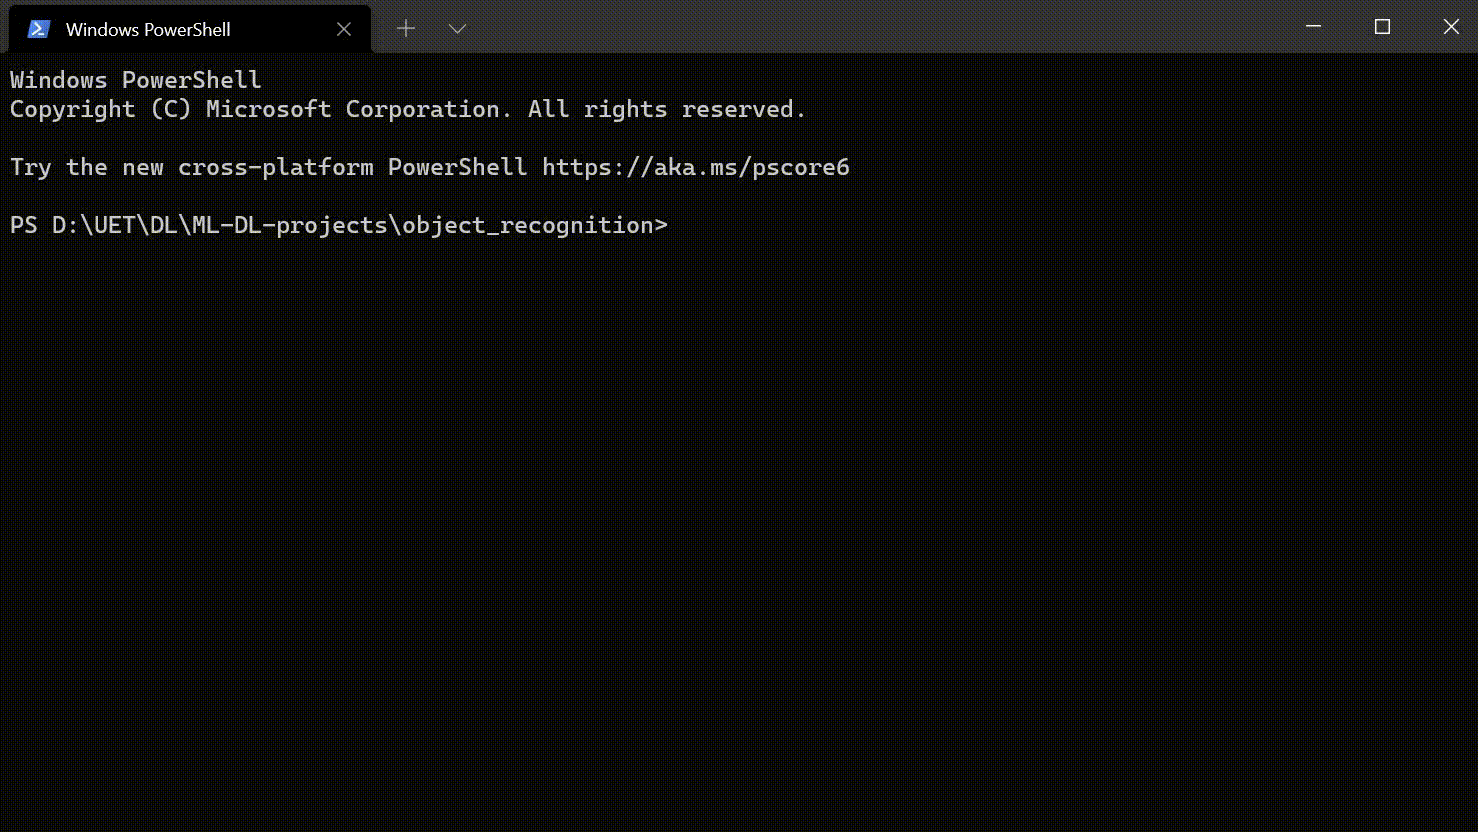 Windows PowerShell
Windows PowerShell
Copyright (C) Microsoft Corporation. All rights reserved.
Try the new cross-platform PowerShell https://aka.ms/pscore6
PS D:\UET\DL\ML-DL-projects\object_recognition>